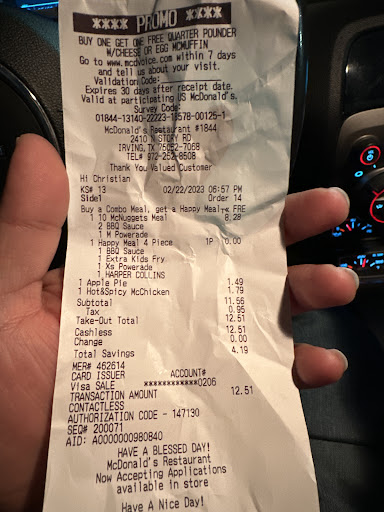 **** PROMO ****
BUY ONE GET ONE FREE QUARTER POUNDER
W/CHEESE OR EGG MCMUFFIN
Go to www.mcdvoice.com within 7 days
and tell us about your visit.
Validation Code:
Expires 30 days after receipt date.
Valid at participating US McDonald's.
Survey Code:
01844-13140-22223-18578-00125-1
McDonald's Restaurant #1844
2410 N STORY RD
IRVING, TX 75062-7068
TEL# 972-252-8508
Thank You Valued Customer
Hi Christian
KS# 13 02/22/2023 06:57 PM
Side1 Order 14
Buy a Combo Meal, get a Happy Meal FREE
1 10 McNuggets Meal 8.28
2 BBQ Sauce
1 M Powerade
1 Happy Meal 4 Piece 1P 0.00
1 BBQ Sauce
1 Extra Kids Fry
1 Xs Powerade
1 HARPER COLLINS
1 Apple Pie 1.49
1 Hot&Spicy McChicken 1.79
Subtotal 11.56
Tax 0.95
Take-Out Total 12.51
Cashless 12.51
Change 0.00
Total Savings 4.19
MER# 462614
CARD ISSUER ACCOUNT#
Visa SALE ************0206
TRANSACTION AMOUNT 12.51
CONTACTLESS
AUTHORIZATION CODE - 147130
SEQ# 200071
AID: A0000000980840
HAVE A BLESSED DAY!
McDonald's Restaurant
Now Accepting Applications
available in store
Have A Nice Day!